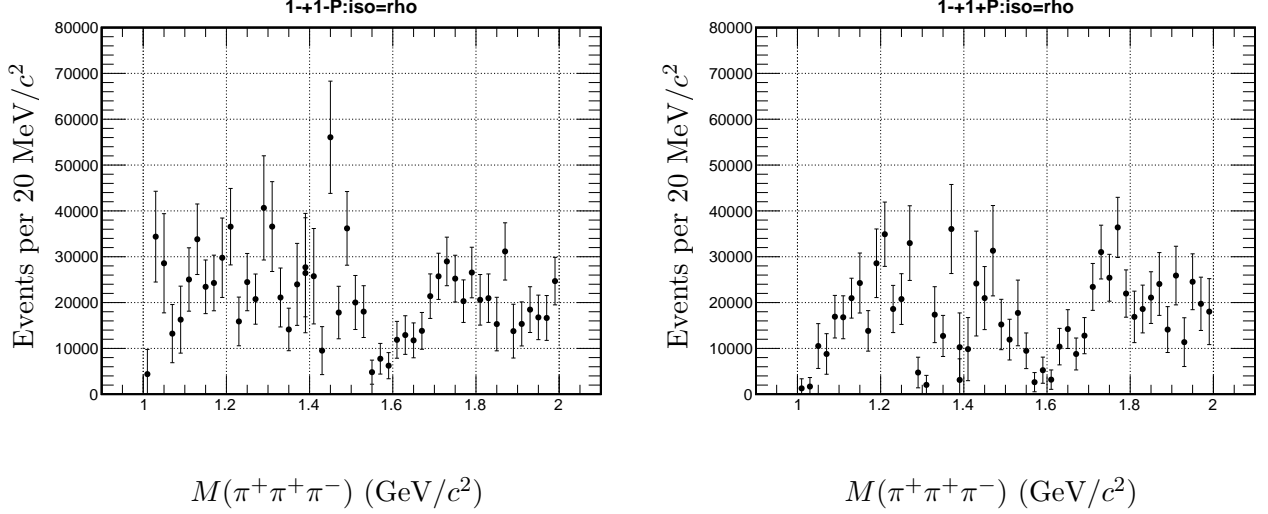 1-+1-P:iso=rho
Events per 20 MeV/c²
80000
70000
60000
50000
40000
30000
20000
10000
0
1 1.2 1.4 1.6 1.8 2
M(π⁺π⁺π⁻) (GeV/c²)
1-+1+P:iso=rho
Events per 20 MeV/c²
80000
70000
60000
50000
40000
30000
20000
10000
0
1 1.2 1.4 1.6 1.8 2
M(π⁺π⁺π⁻) (GeV/c²)